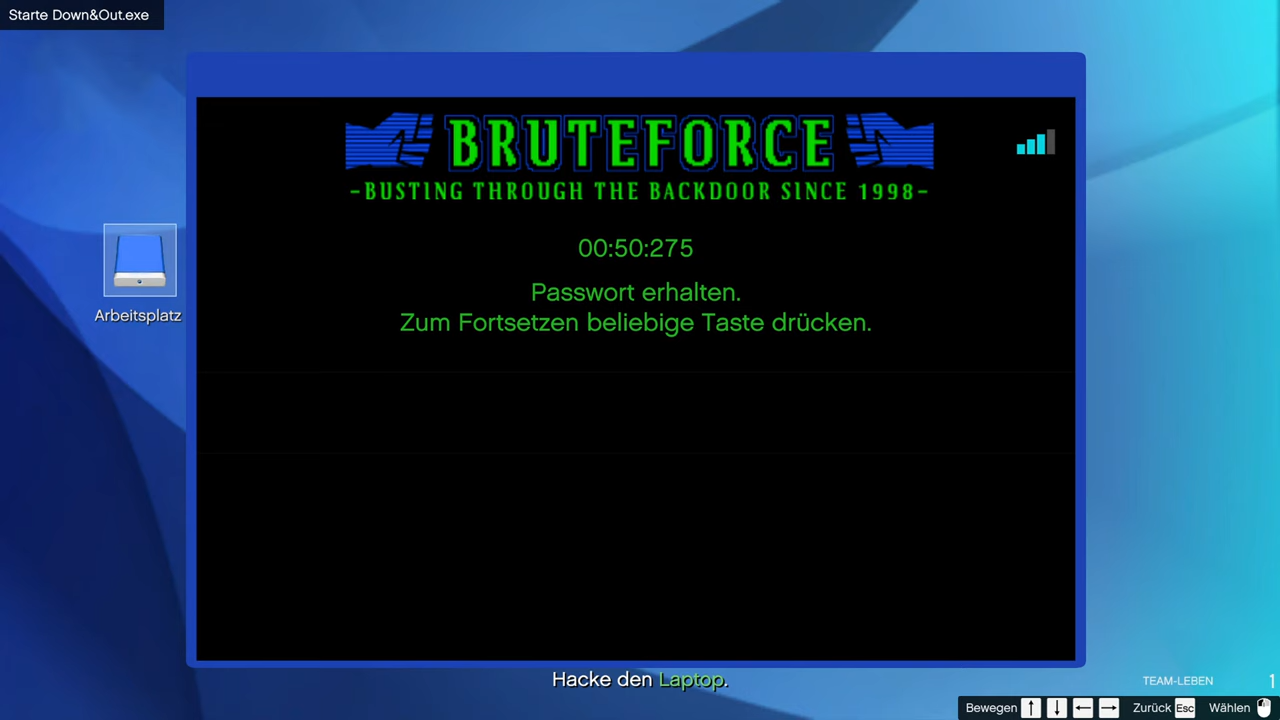 Starte Down&Out.exe
BRUTEFORCE
-BUSTING THROUGH THE BACKDOOR SINCE 1998-
00:50:275
Passwort erhalten.
Zum Fortsetzen beliebige Taste drücken.
Arbeitsplatz
Hacke den Laptop.
TEAM-LEBEN 1
Bewegen ↑ ↓ ← → Zurück Esc Wählen